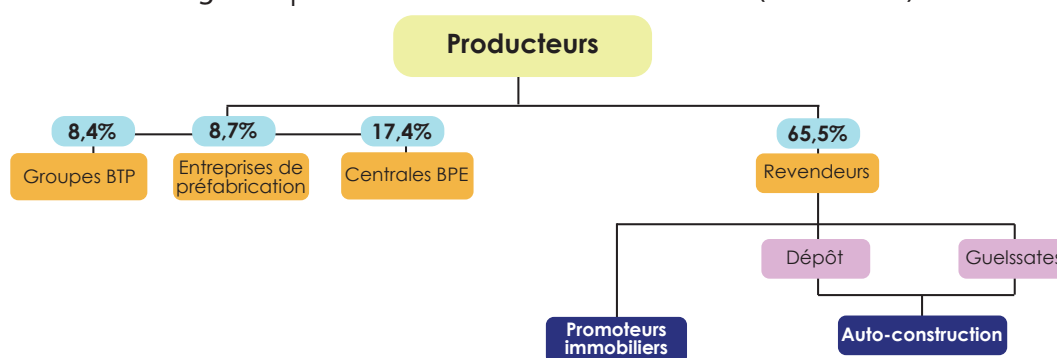 Producteurs
8,4%
8,7%
17,4%
65,5%
Groupes BTP
Entreprises de
préfabrication
Centrales BPE
Revendeurs
Dépôt
Guelssates
Promoteurs
immobiliers
Auto-construction